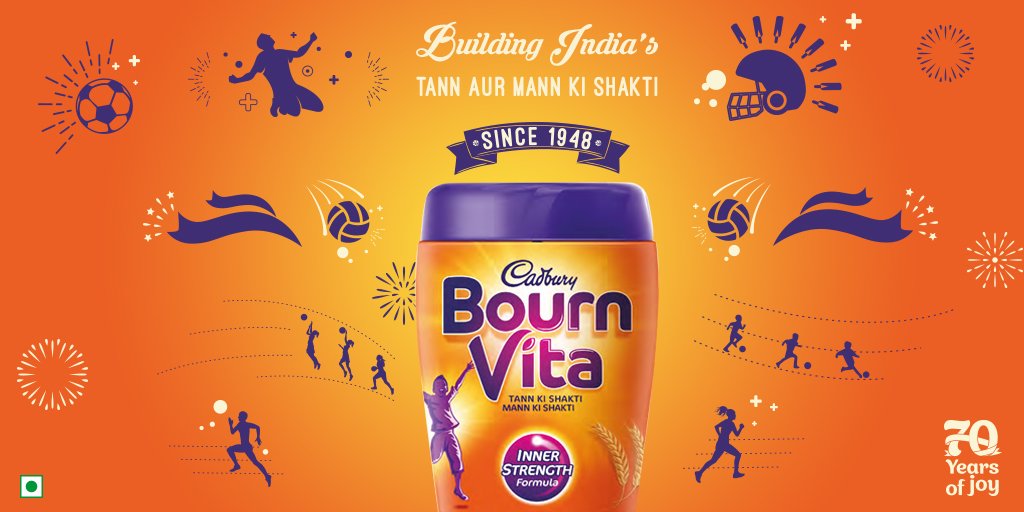 Building India's
TANN AUR MANN KI SHAKTI
SINCE 1948
Cadbury
Bourn
Vita
TANN KI SHAKTI
MANN KI SHAKTI
INNER
STRENGTH
Formula
70
Years
of joy